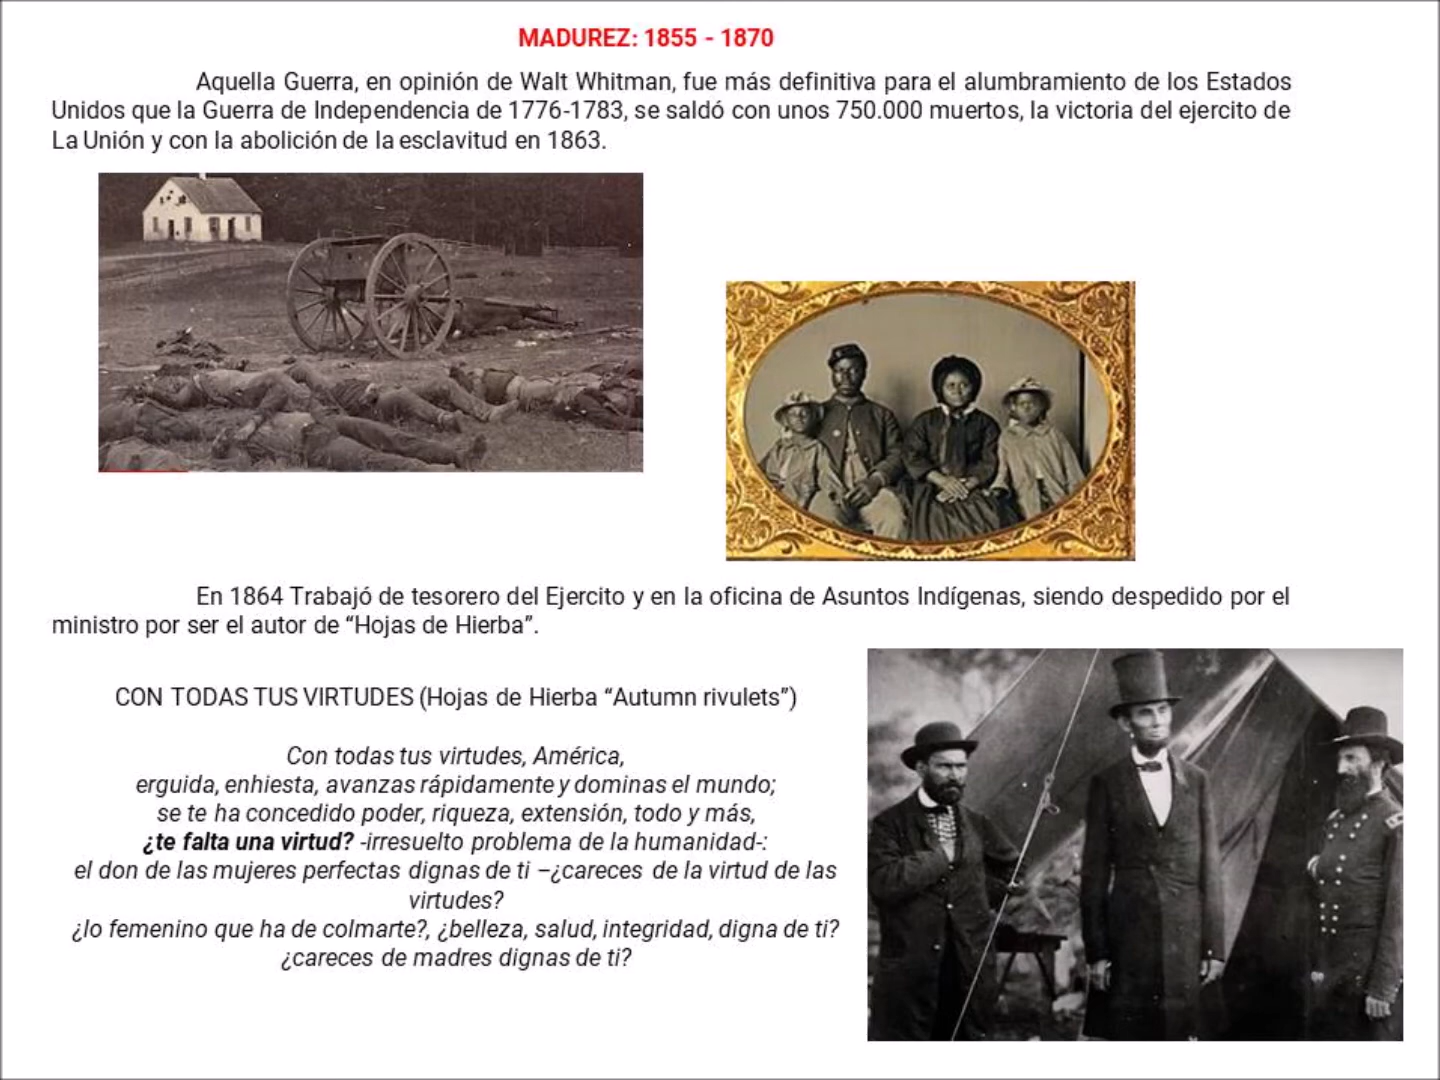 MADUREZ: 1855 - 1870
Aquella Guerra, en opinión de Walt Whitman, fue más definitiva para el alumbramiento de los Estados
Unidos que la Guerra de Independencia de 1776-1783, se saldó con unos 750.000 muertos, la victoria del ejercito de
La Unión y con la abolición de la esclavitud en 1863.
En 1864 Trabajó de tesorero del Ejercito y en la oficina de Asuntos Indígenas, siendo despedido por el
ministro por ser el autor de “Hojas de Hierba”.
CON TODAS TUS VIRTUDES (Hojas de Hierba “Autumn rivulets”)
Con todas tus virtudes, América,
erguida, enhiesta, avanzas rápidamente y dominas el mundo;
se te ha concedido poder, riqueza, extensión, todo y más,
¿te falta una virtud? -irresuelto problema de la humanidad-:
el don de las mujeres perfectas dignas de ti –¿careces de la virtud de las
virtudes?
¿lo femenino que ha de colmarte?, ¿belleza, salud, integridad, digna de ti?
¿careces de madres dignas de ti?